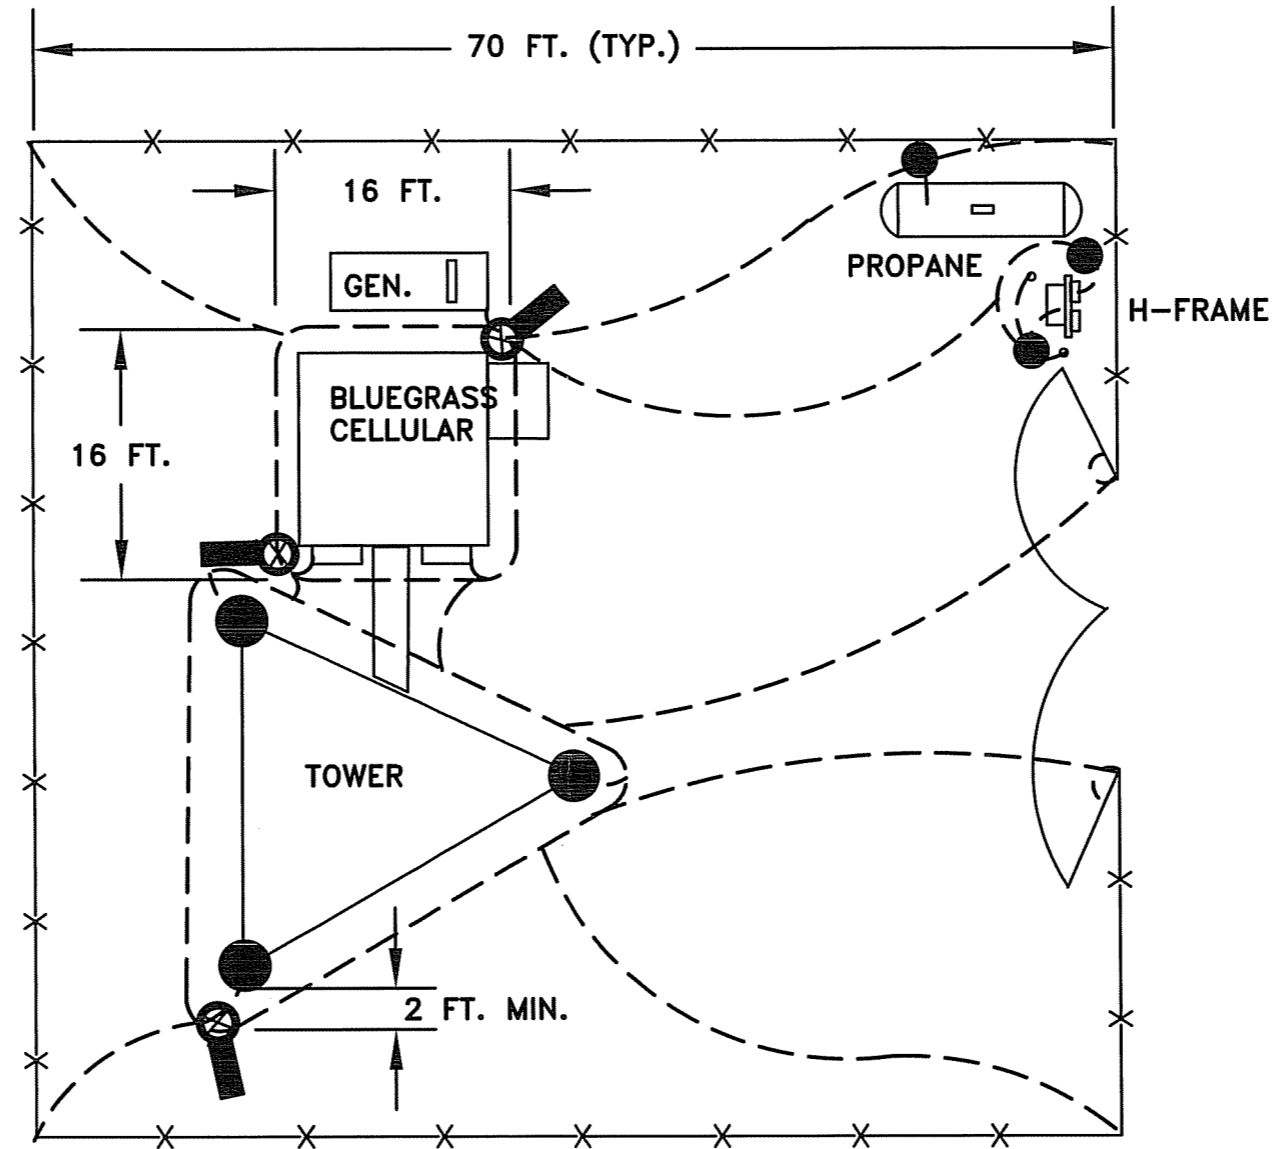 70 FT. (TYP.)
16 FT.
GEN.
PROPANE
H-FRAME
BLUEGRASS
CELLULAR
16 FT.
TOWER
2 FT. MIN.